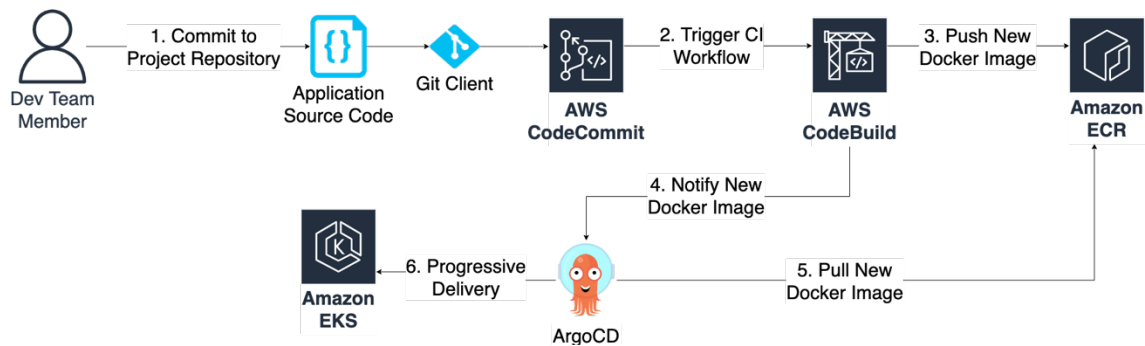 1. Commit to
Project Repository
2. Trigger CI
Workflow
3. Push New
Docker Image
Dev Team
Member
Application
Source Code
Git Client
AWS
CodeCommit
AWS
CodeBuild
Amazon
ECR
4. Notify New
Docker Image
K
6. Progressive
Delivery
5. Pull New
Docker Image
Amazon
EKS
ArgoCD